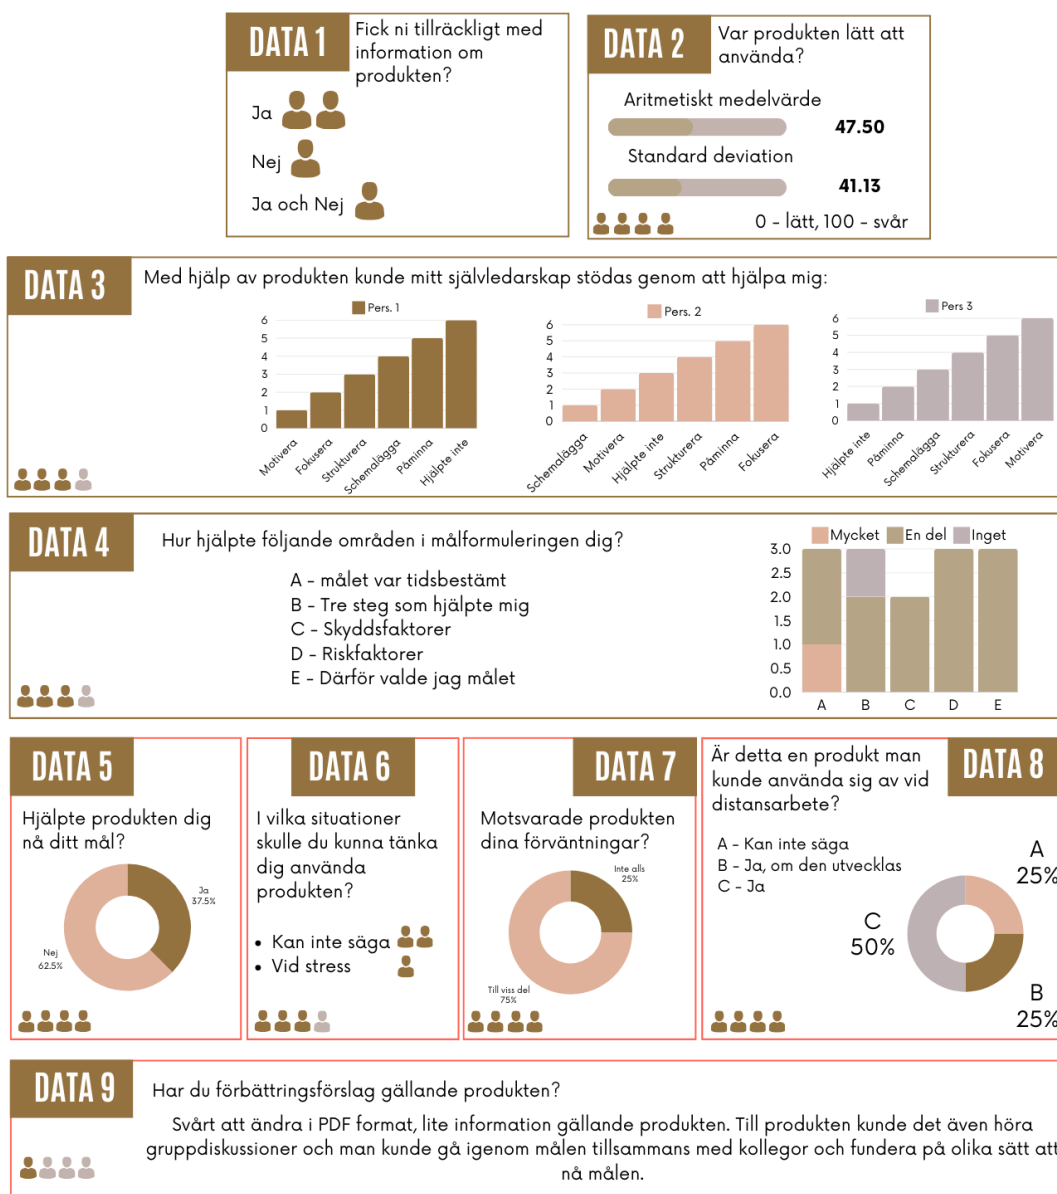 DATA 1
Fick ni tillräckligt med
information om
produkten?
Ja
Nej
Ja och Nej
DATA 2
Var produkten lätt att
använda?
Aritmetiskt medelvärde
47.50
Standard deviation
41.13
0 - lätt, 100 - svår
DATA 3
Med hjälp av produkten kunde mitt självledarskap stödas genom att hjälpa mig:
Pers. 1
6
5
4
3
2
1
0
Motivera
Fokusera
Strukturera
Schemalägga
Påminna
Hjälpte inte
Pers. 2
6
5
4
3
2
1
0
Schemalägga
Motivera
Hjälpte inte
Strukturera
Påminna
Fokusera
Pers 3
6
5
4
3
2
1
0
Hjälpte inte
Påminna
Schemalägga
Strukturera
Fokusera
Motivera
DATA 4
Hur hjälpte följande områden i målformuleringen dig?
A - målet var tidsbestämt
B - Tre steg som hjälpte mig
C - Skyddsfaktorer
D - Riskfaktorer
E - Därför valde jag målet
Mycket En del Inget
3.0
2.5
2.0
1.5
1.0
0.5
0.0
A B C D E
DATA 5
Hjälpte produkten dig
nå ditt mål?
Ja
37.5%
Nej
62.5%
DATA 6
I vilka situationer
skulle du kunna tänka
dig använda
produkten?
• Kan inte säga
• Vid stress
DATA 7
Motsvarade produkten
dina förväntningar?
Inte alls
25%
Till viss del
75%
DATA 8
Är detta en produkt man
kunde använda sig av vid
distansarbete?
A - Kan inte säga
B - Ja, om den utvecklas
C - Ja
A
25%
C
50%
B
25%
DATA 9
Har du förbättringsförslag gällande produkten?
Svårt att ändra i PDF format, lite information gällande produkten. Till produkten kunde det även höra
gruppdiskussioner och man kunde gå igenom målen tillsammans med kollegor och fundera på olika sätt att
nå målen.